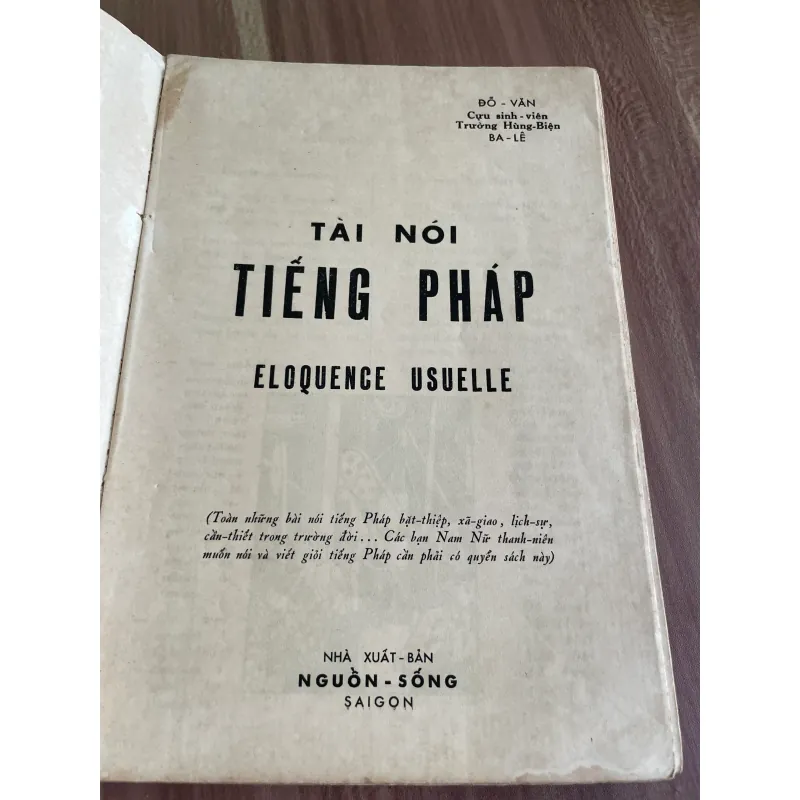 ĐỖ - VĂN
Cựu sinh - viên
Trường Hùng-Biện
BA - LÊ
TÀI NÓI
TIẾNG PHÁP
ELOQUENCE USUELLE
(Toàn những bài nói tiếng Pháp bặt-thiệp, xã-giao, lịch-sự,
cần-thiết trong trường đời... Các bạn Nam Nữ thanh-niên
muốn nói và viết giỏi tiếng Pháp cần phải có quyển sách này)
NHÀ XUẤT-BẢN
NGUỒN - SỐNG
SAIGON